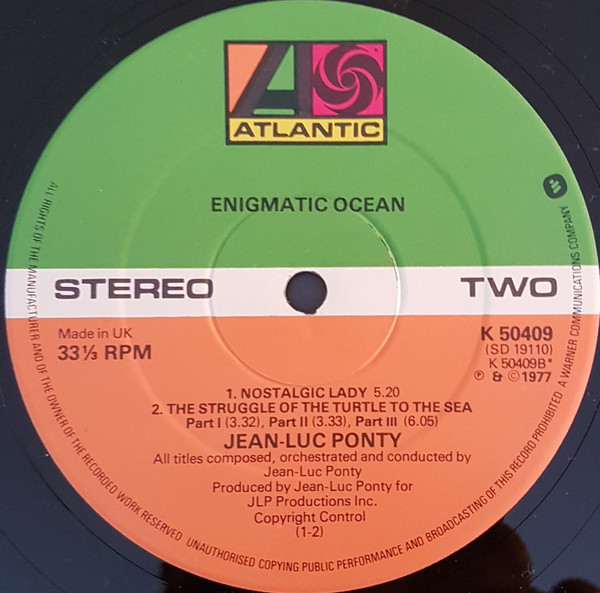 ATLANTIC
ENIGMATIC OCEAN
STEREO
TWO
Made in UK
33⅓ RPM
K 50409
(SD 19110)
K 50409B*
℗ & ©1977
1. NOSTALGIC LADY 5.20
2. THE STRUGGLE OF THE TURTLE TO THE SEA
Part I (3.32), Part II (3.33), Part III (6.05)
JEAN-LUC PONTY
All titles composed, orchestrated and conducted by
Jean-Luc Ponty
Produced by Jean-Luc Ponty for
JLP Productions Inc.
Copyright Control
(1-2)
ALL RIGHTS OF THE MANUFACTURER AND OF THE OWNER OF THE RECORDED WORK RESERVED UNAUTHORISED COPYING PUBLIC PERFORMANCE AND BROADCASTING OF THIS RECORD PROHIBITED A WARNER COMMUNICATIONS COMPANY